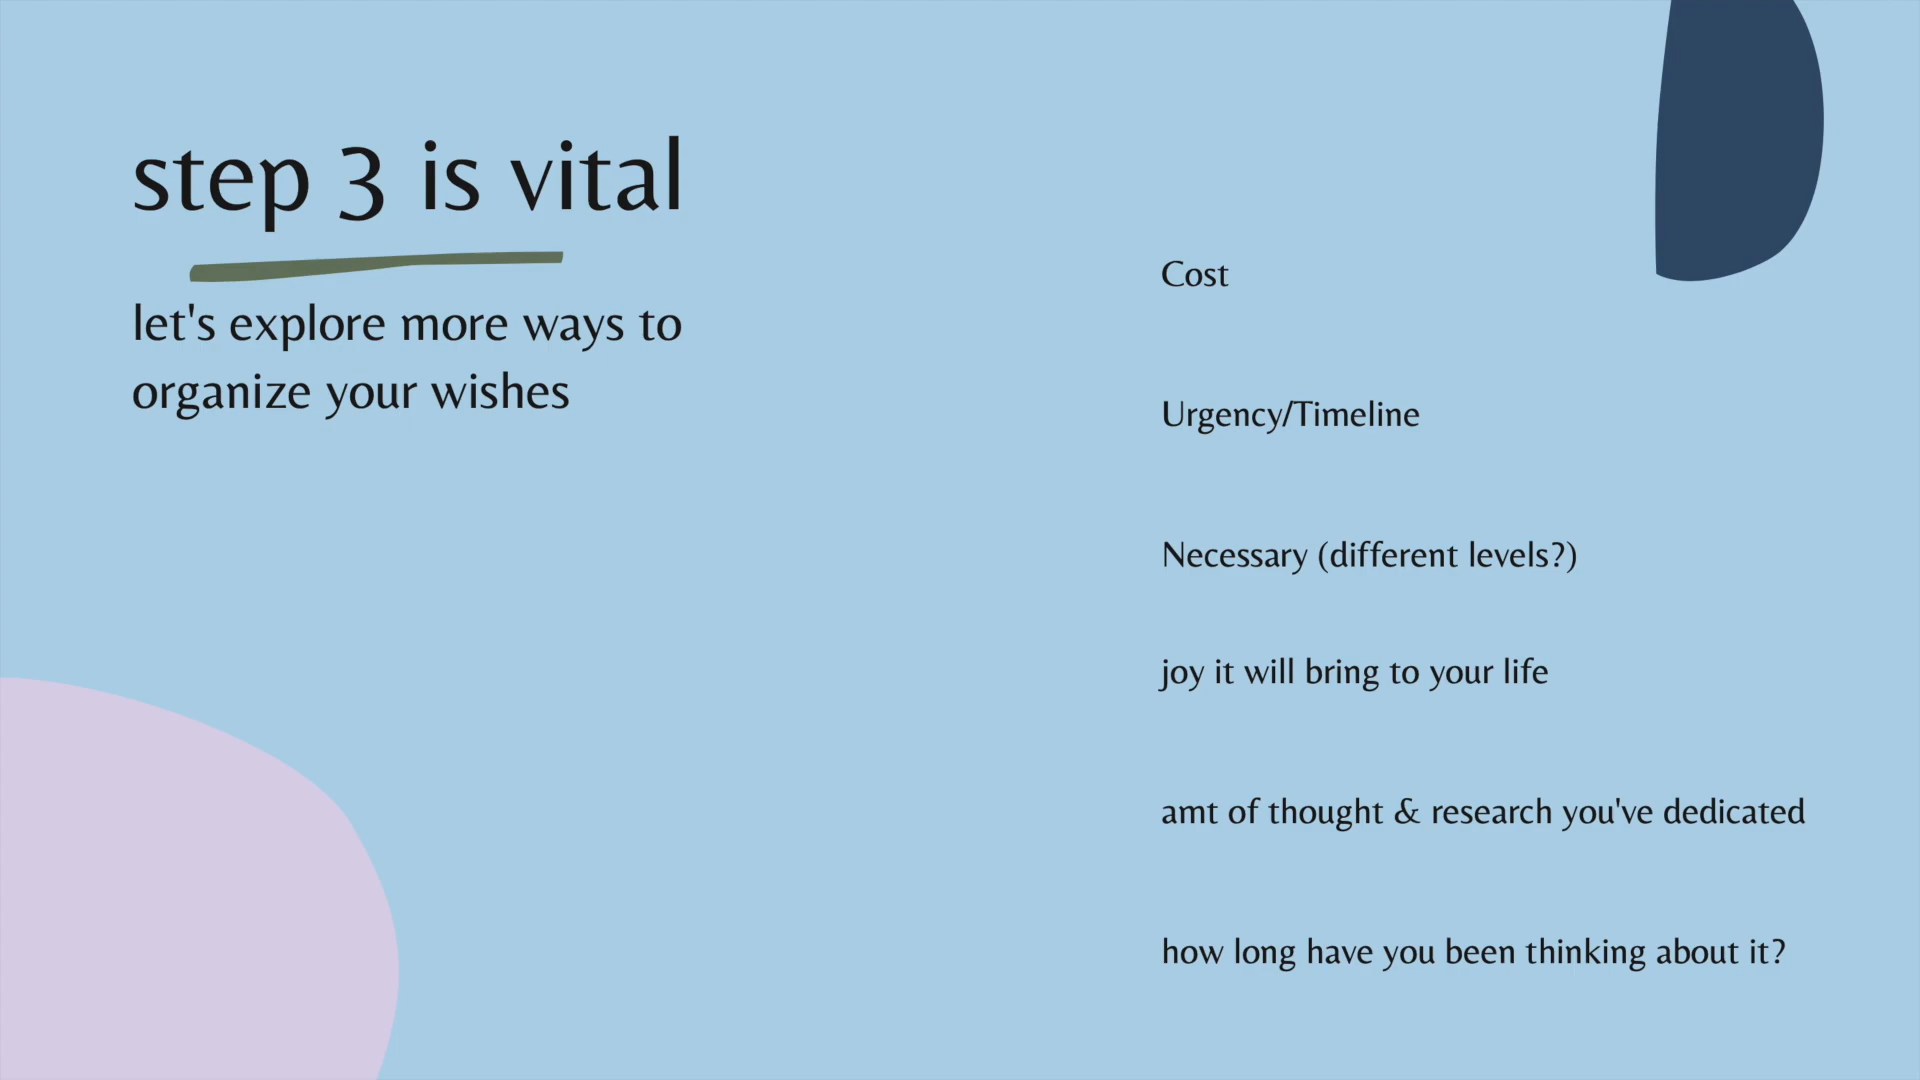 step 3 is vital
let's explore more ways to
organize your wishes
Cost
Urgency/Timeline
Necessary (different levels?)
joy it will bring to your life
amt of thought & research you've dedicated
how long have you been thinking about it?